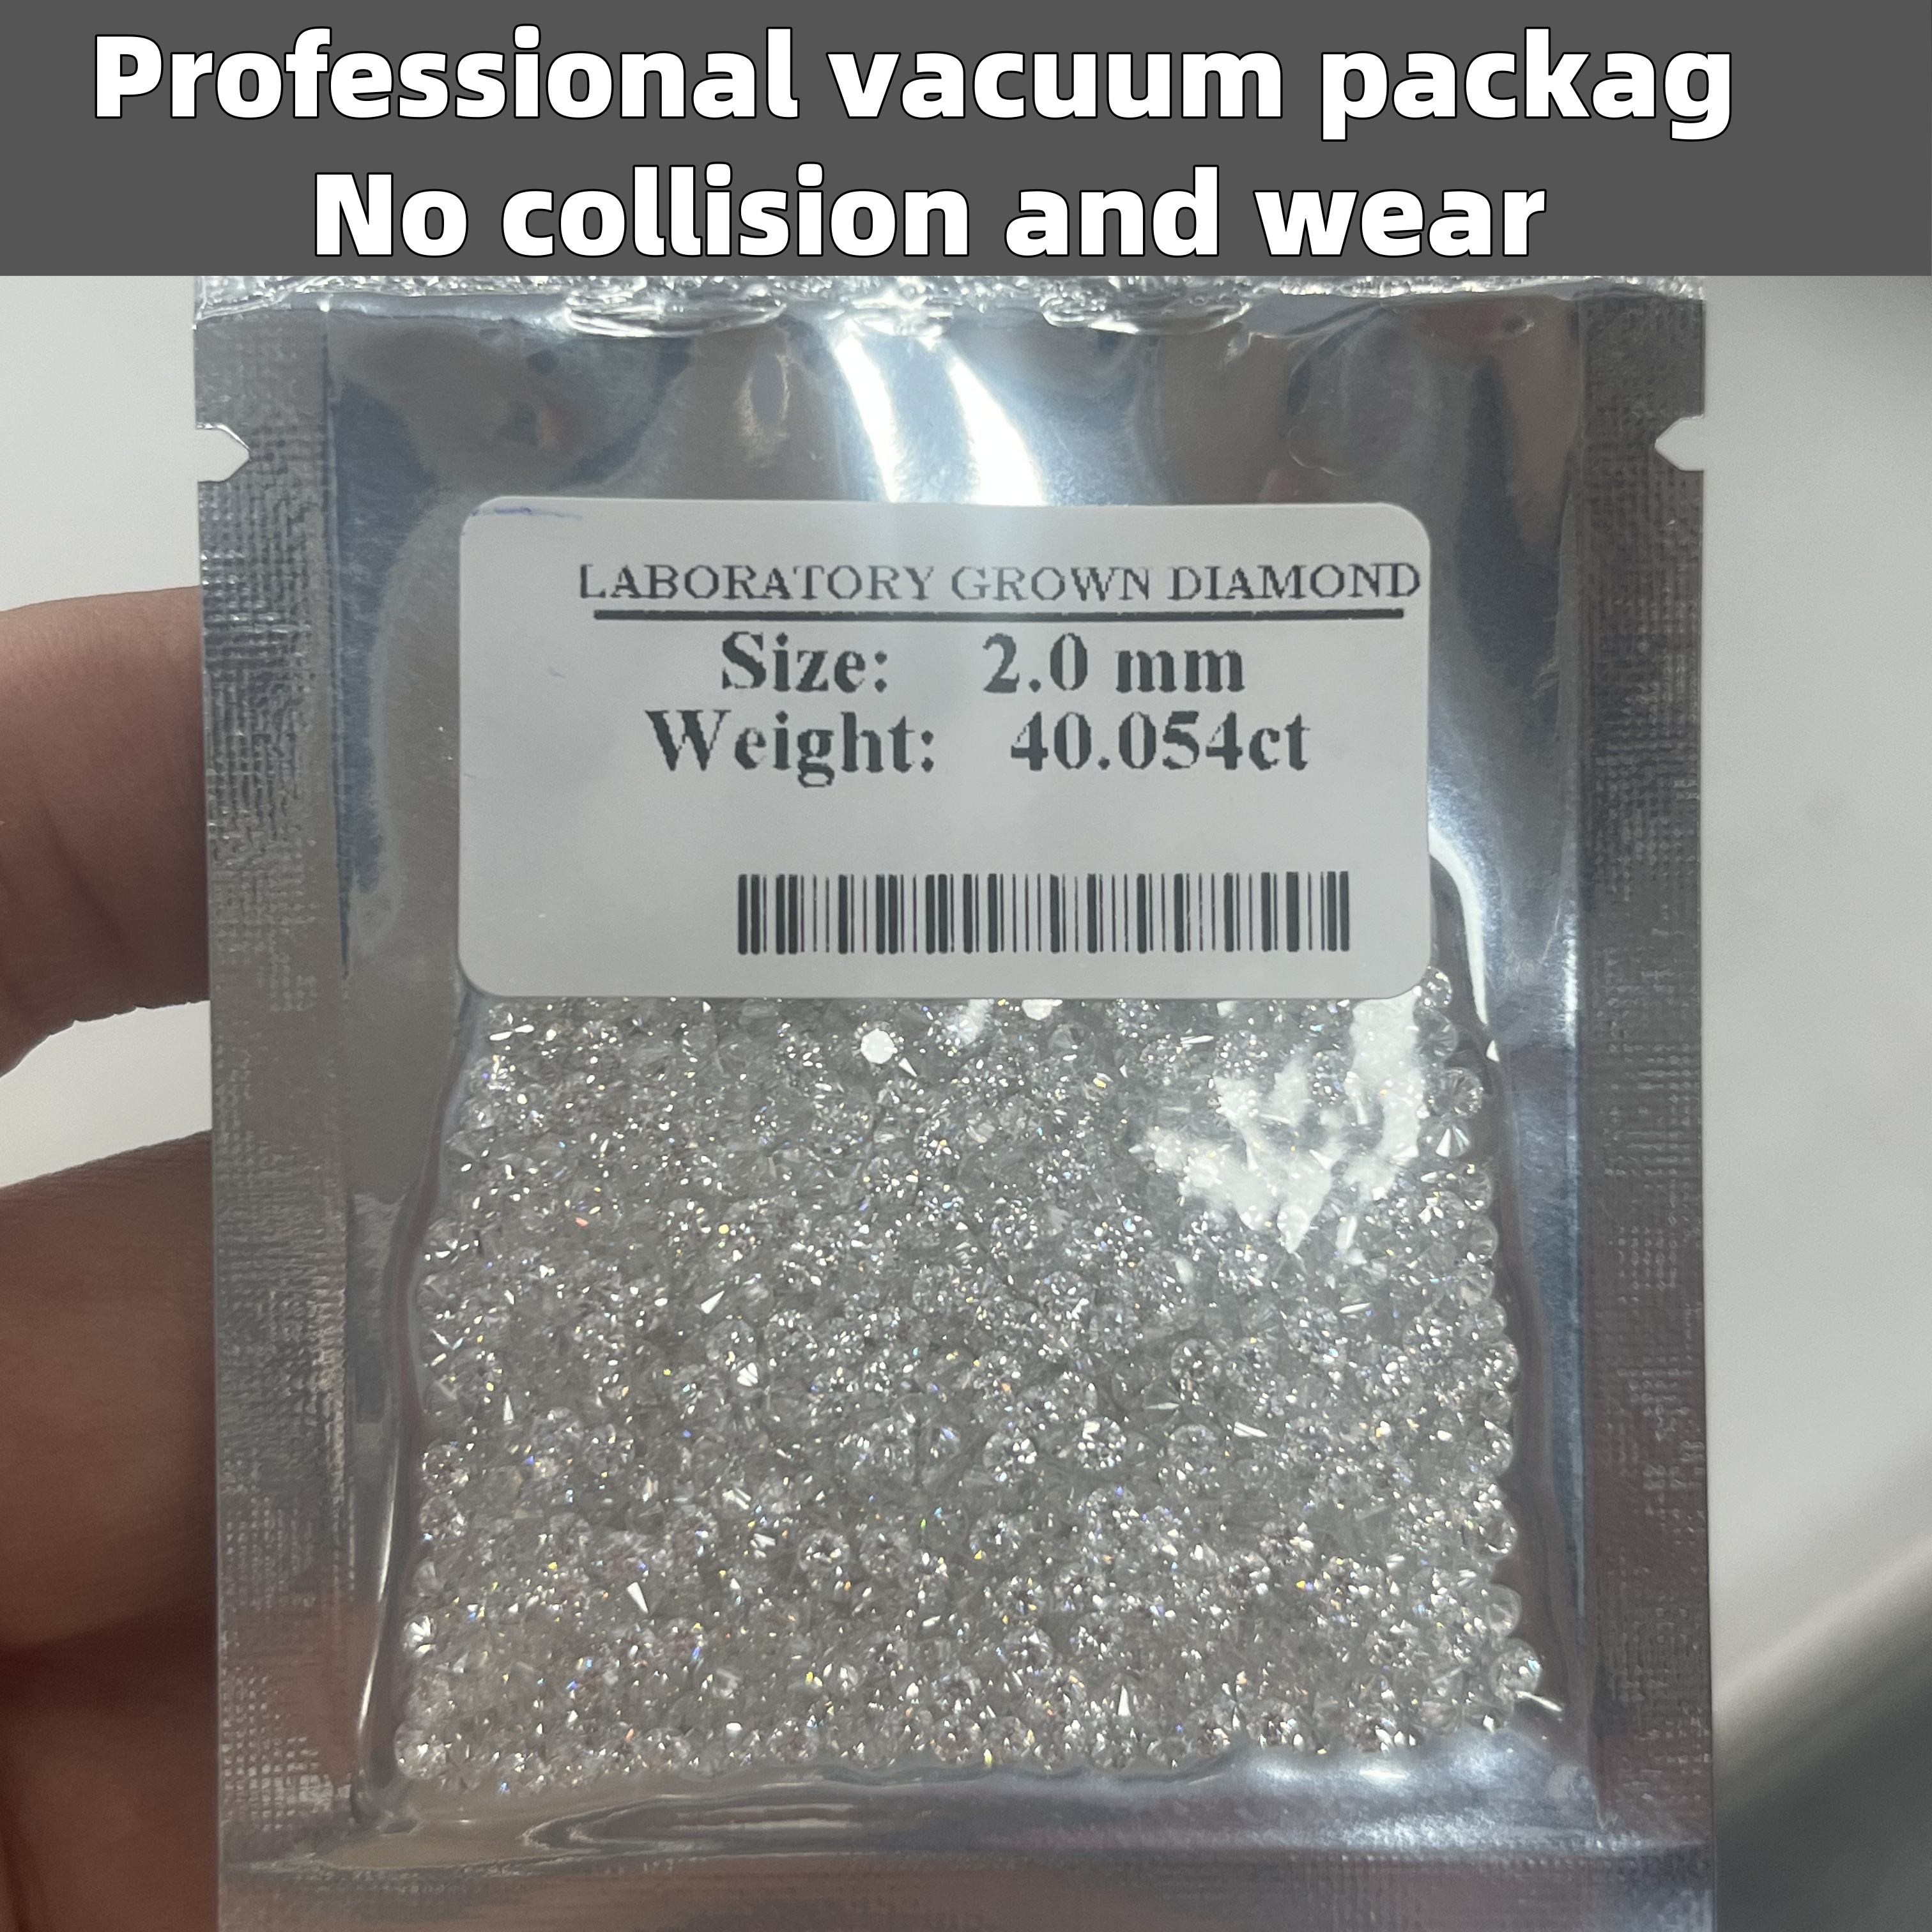 Professional vacuum packag
No collision and wear
LABORATORY GROWN DIAMOND
Size: 2.0 mm
Weight: 40.054ct